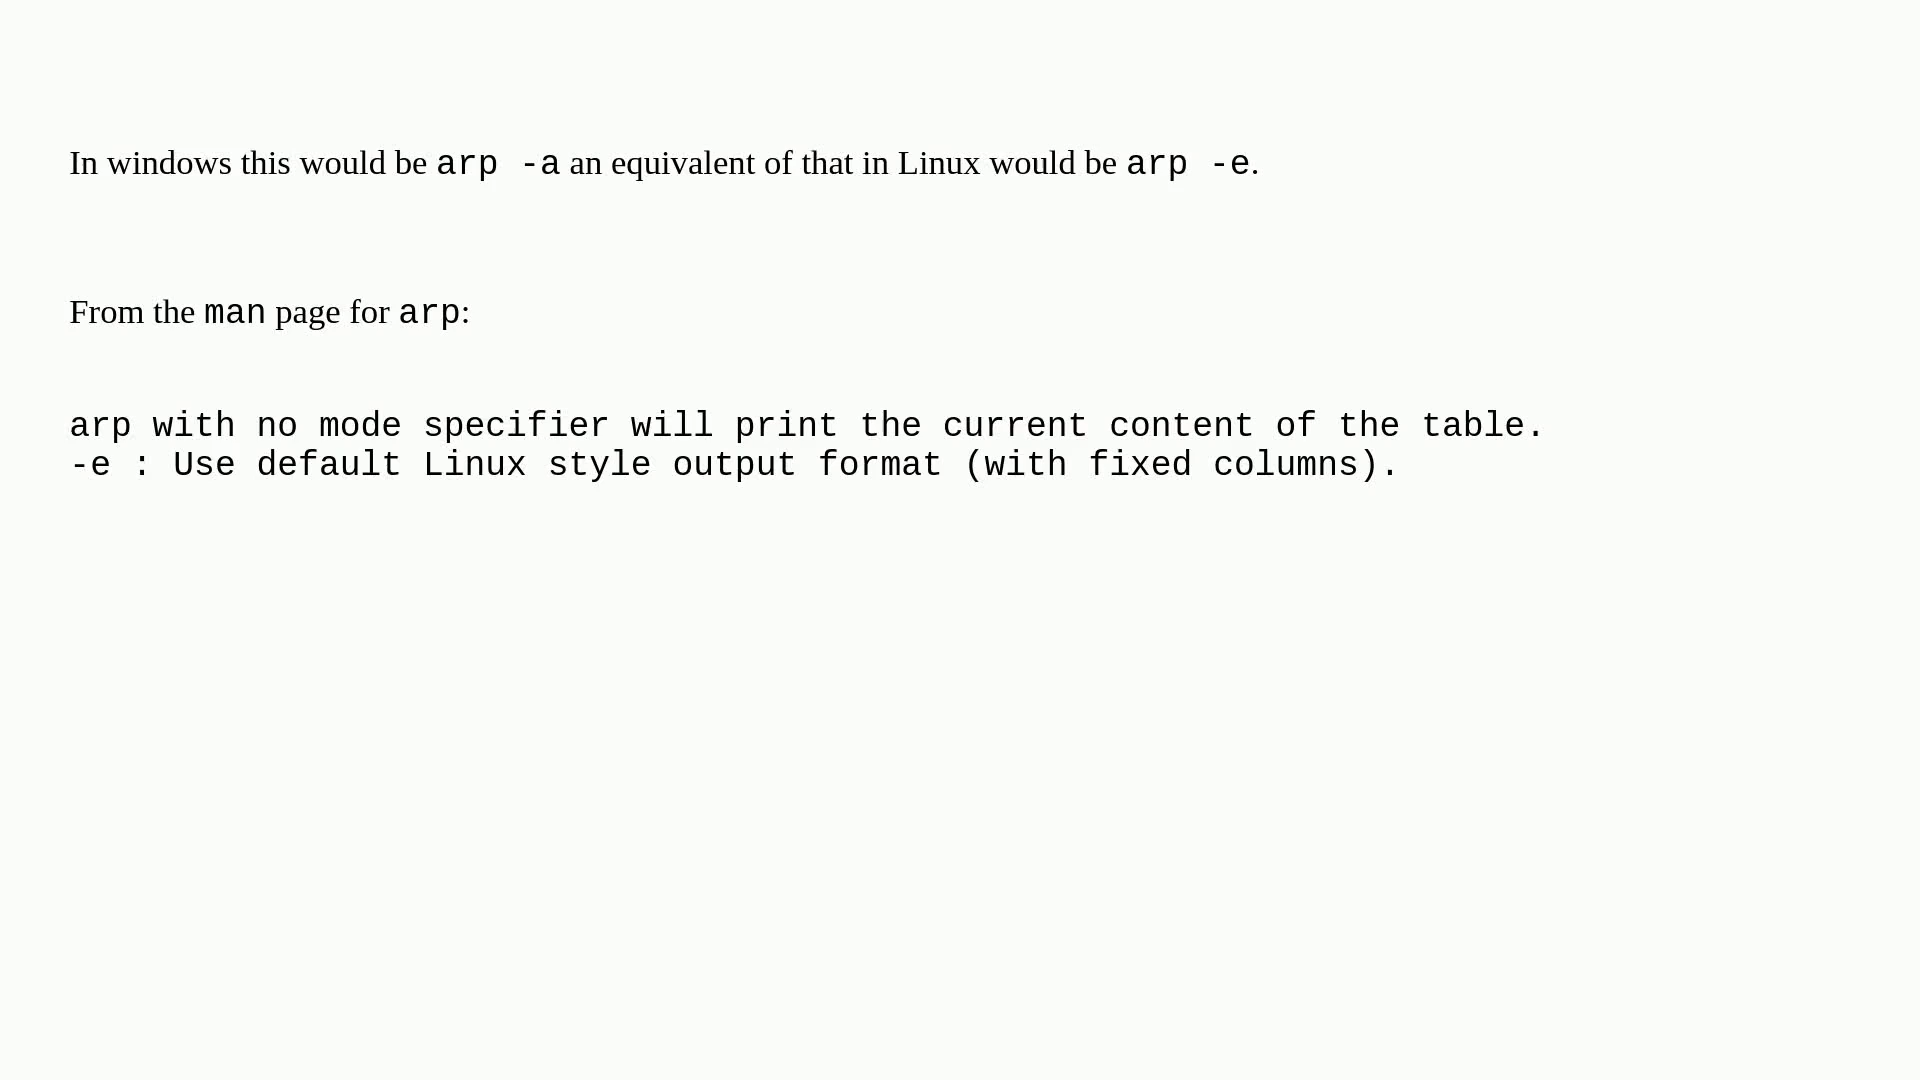 In windows this would be arp -a an equivalent of that in Linux would be arp -e.
From the man page for arp:
arp with no mode specifier will print the current content of the table.
-e : Use default Linux style output format (with fixed columns).